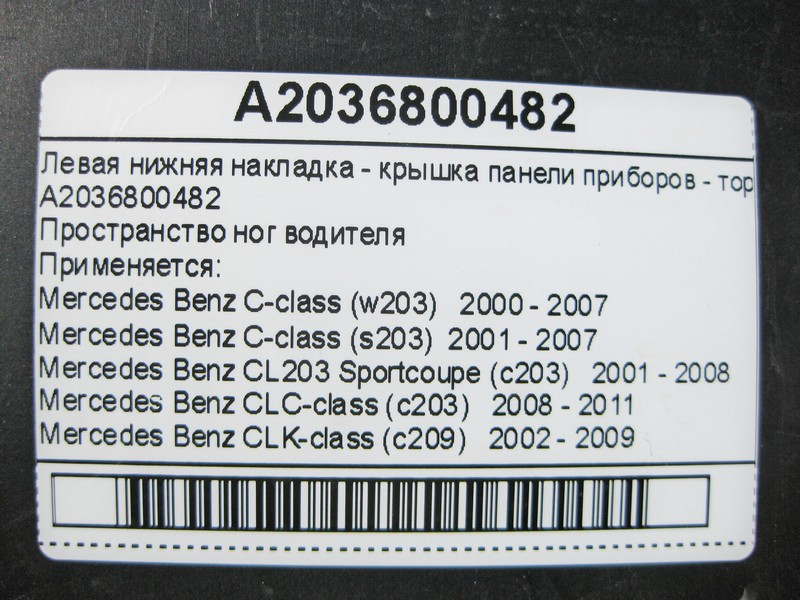 A2036800482
Левая нижняя накладка - крышка панели приборов - тор
A2036800482
Пространство ног водителя
Применяется:
Mercedes Benz C-class (w203) 2000 - 2007
Mercedes Benz C-class (s203) 2001 - 2007
Mercedes Benz CL203 Sportcoupe (c203) 2001 - 2008
Mercedes Benz CLC-class (c203) 2008 - 2011
Mercedes Benz CLK-class (c209) 2002 - 2009